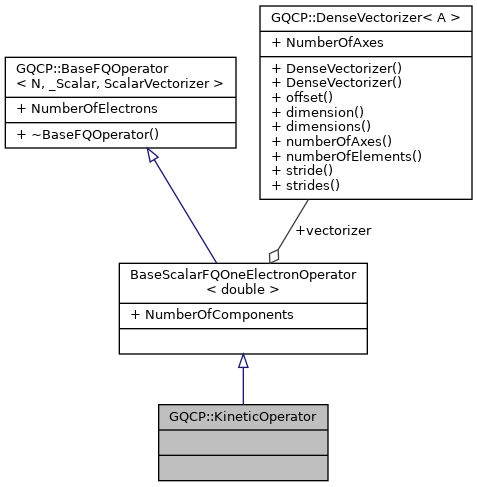 GQCP::BaseFQOperator
< N, _Scalar, ScalarVectorizer >
+ NumberOfElectrons
+ ~BaseFQOperator()
GQCP::DenseVectorizer< A >
+ NumberOfAxes
+ DenseVectorizer()
+ DenseVectorizer()
+ offset()
+ dimension()
+ dimensions()
+ numberOfAxes()
+ numberOfElements()
+ stride()
+ strides()
+vectorizer
BaseScalarFQOneElectronOperator
< double >
+ NumberOfComponents
GQCP::KineticOperator